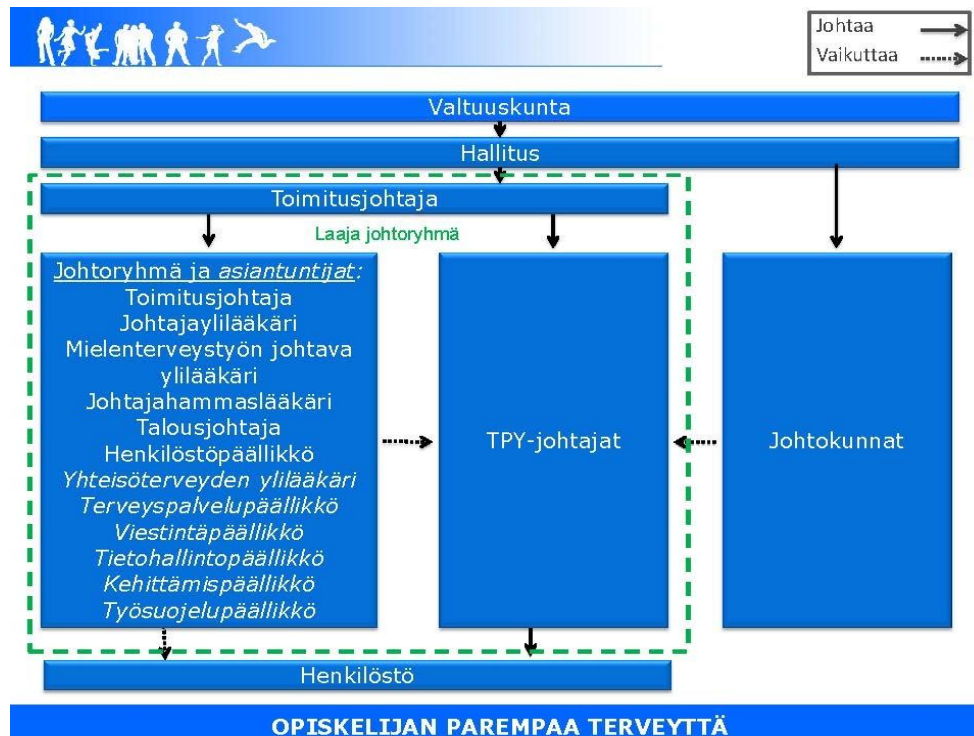 Johtaa
Vaikuttaa
Valtuuskunta
Hallitus
Toimitusjohtaja
Laaja johtoryhmä
Johtoryhmä ja asiantuntijat:
Toimitusjohtaja
Johtajaylilääkäri
Mielenterveystyön johtava
ylilääkäri
Johtajahammaslääkäri
Talousjohtaja
Henkilöstöpäällikkö
Yhteisöterveyden ylilääkäri
Terveyspalvelupäällikkö
Viestintäpäällikkö
Tietohallintopäällikkö
Kehittämispäällikkö
Työsuojelupäällikkö
TPY-johtajat
Johtokunnat
Henkilöstö
OPISKELIJAN PAREMPAA TERVEYTTÄ